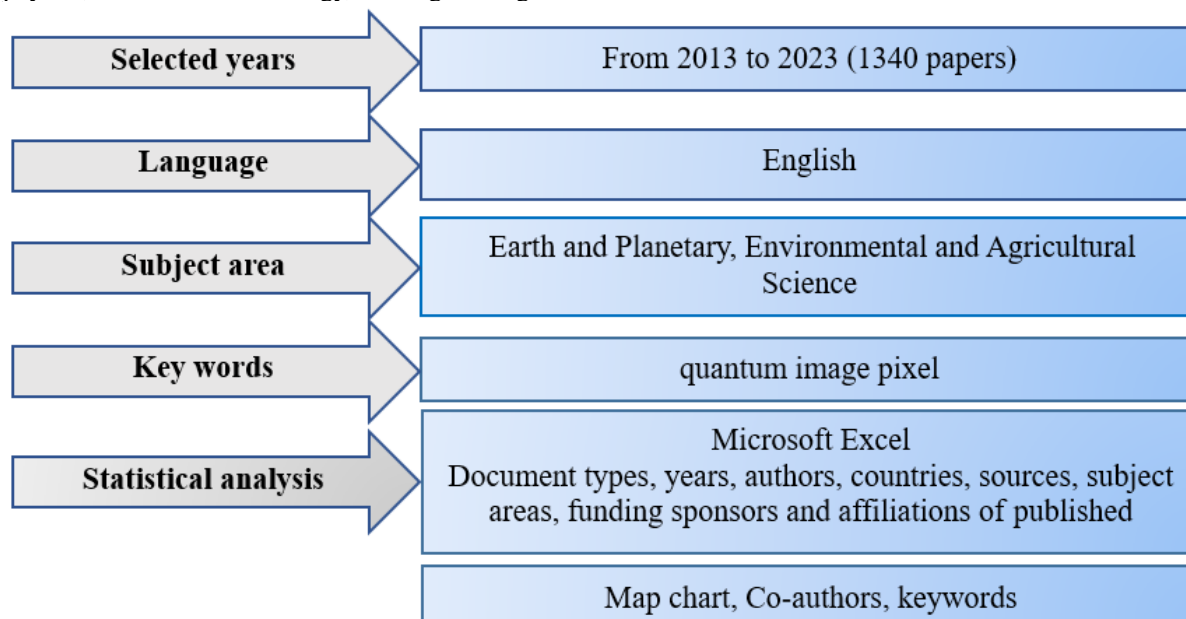 Selected years
From 2013 to 2023 (1340 papers)
Language
English
Subject area
Earth and Planetary, Environmental and Agricultural
Science
Key words
quantum image pixel
Statistical analysis
Microsoft Excel
Document types, years, authors, countries, sources, subject
areas, funding sponsors and affiliations of published
Map chart, Co-authors, keywords